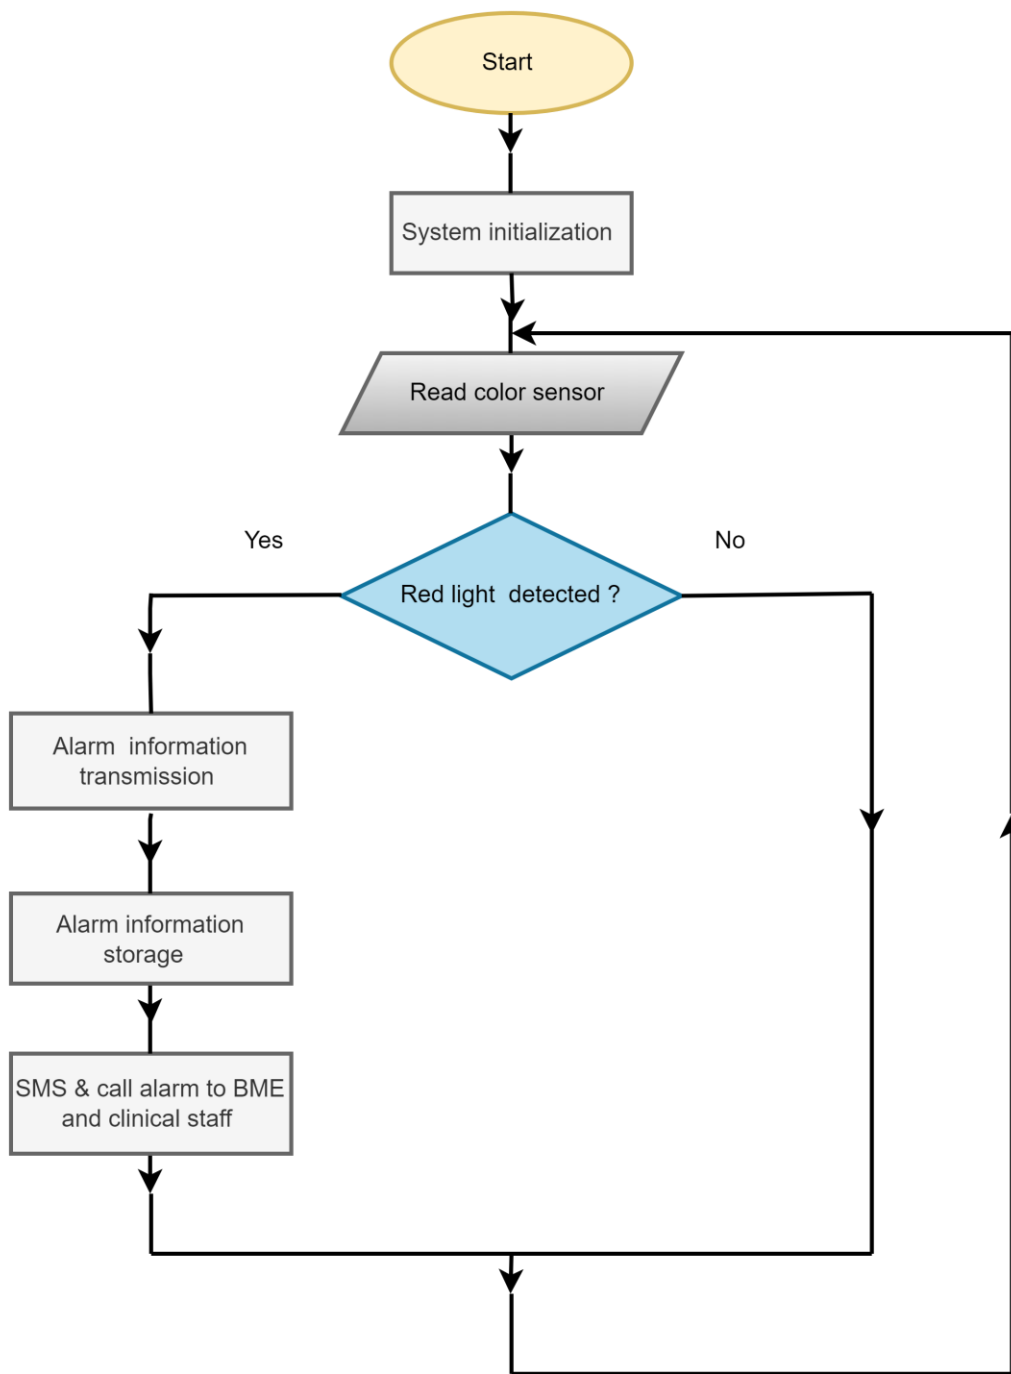 Start
System initialization
Read color sensor
Yes
No
Red light  detected ?
Alarm  information
transmission
Alarm information
storage
SMS & call alarm to BME
and clinical staff